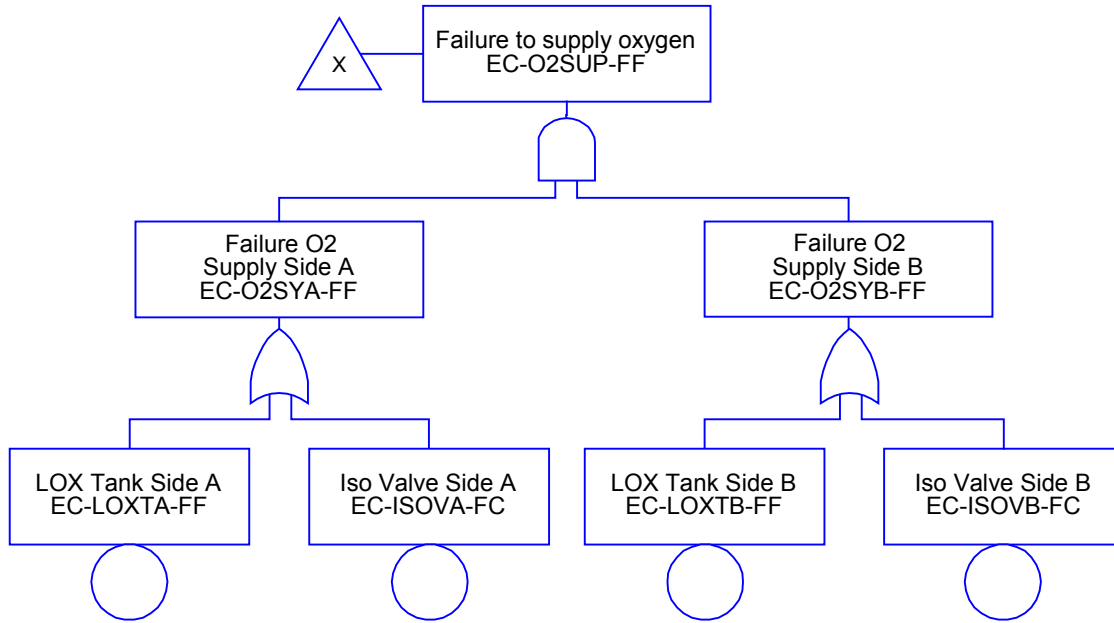 X
Failure to supply oxygen
EC-O2SUP-FF
Failure O2
Supply Side A
EC-O2SYA-FF
Failure O2
Supply Side B
EC-O2SYB-FF
LOX Tank Side A
EC-LOXTA-FF
Iso Valve Side A
EC-ISOVA-FC
LOX Tank Side B
EC-LOXTB-FF
Iso Valve Side B
EC-ISOVB-FC